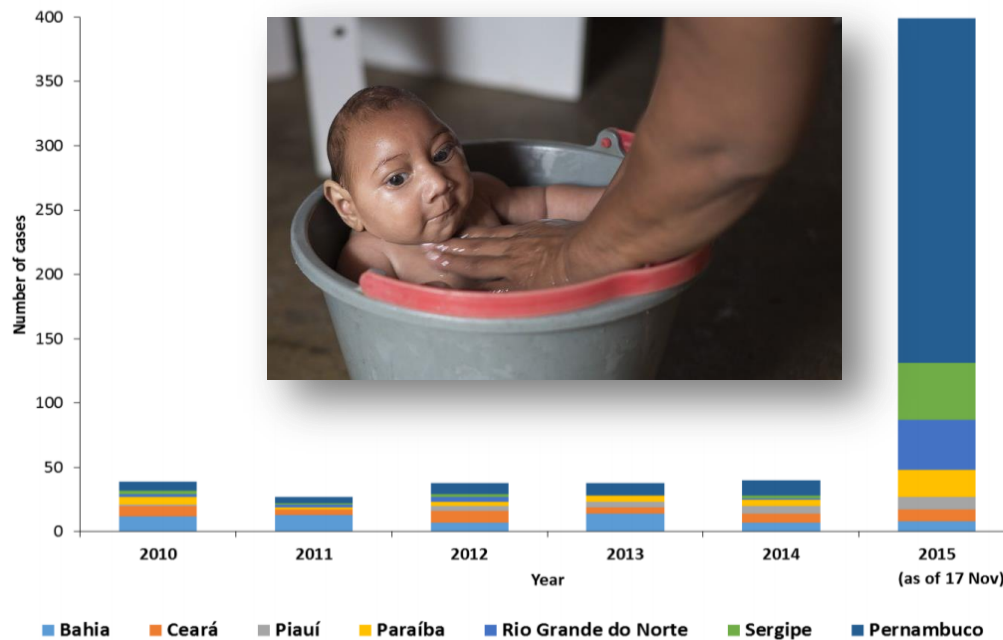 400
350
300
250
200
150
100
50
0
Number of cases
2010 2011 2012 2013 2014 2015
(as of 17 Nov)
Year
Bahia Ceará Piauí Paraíba Rio Grande do Norte Sergipe Pernambuco